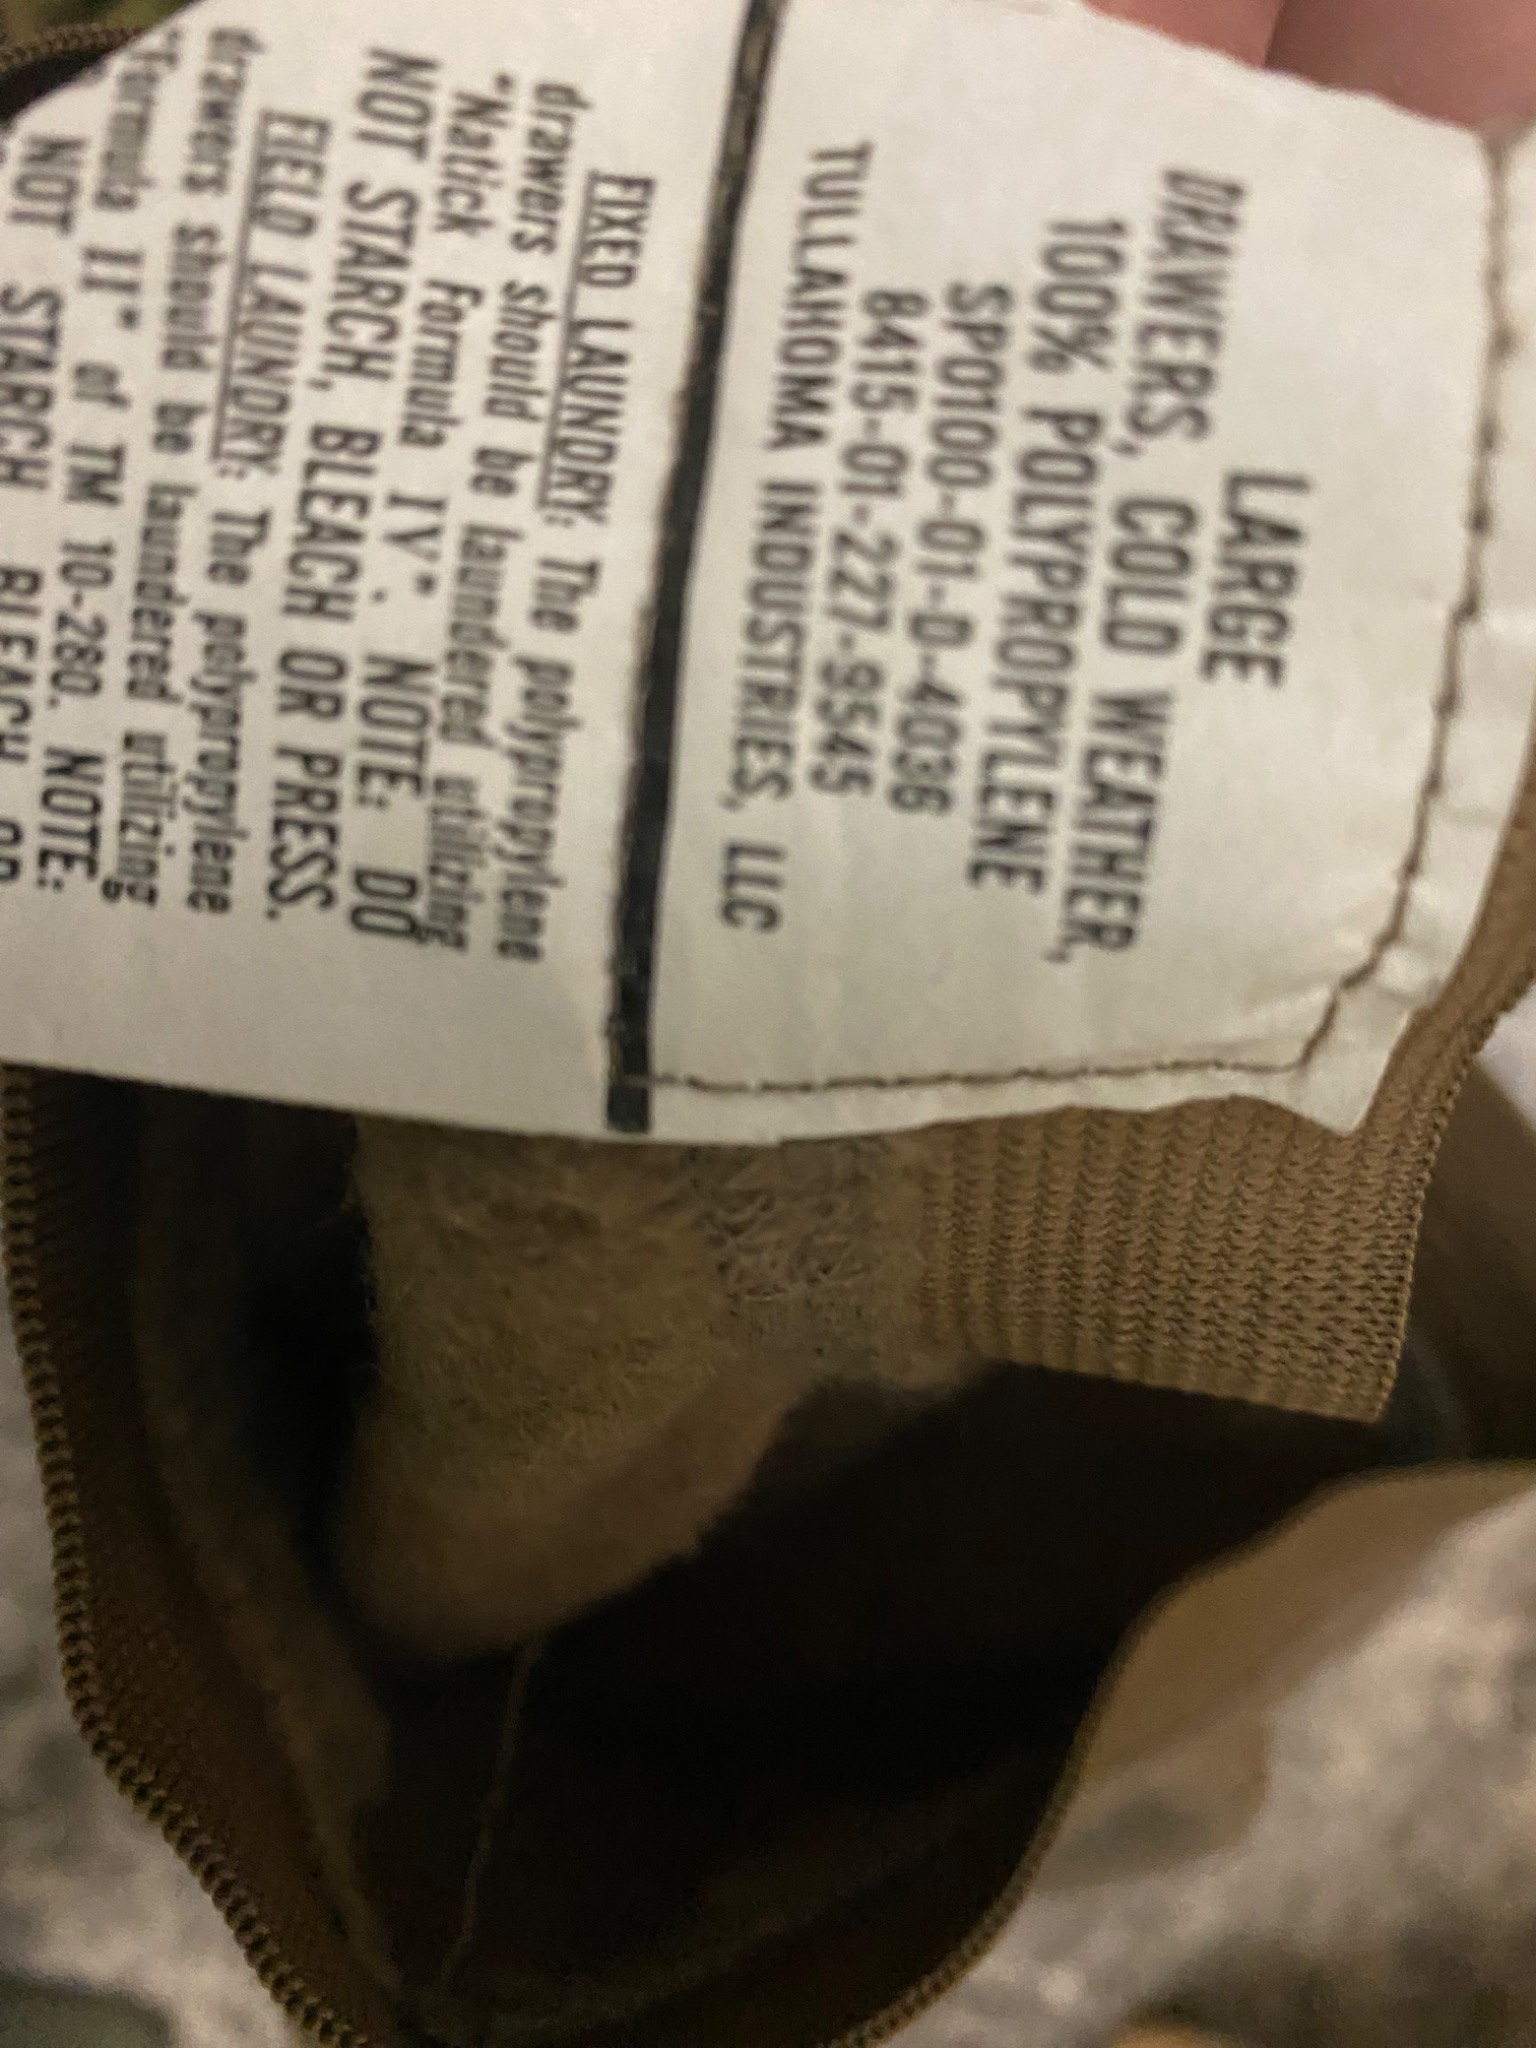 LARGE
DRAWERS, COLD WEATHER,
100% POLYPROPYLENE
SP0100-01-D-4036
8415-01-227-9545
TULLAHOMA INDUSTRIES, LLC
FIXED LAUNDRY: The polypropylene
drawers should be laundered utilizing
"Natick Formula IV". NOTE: DO
NOT STARCH, BLEACH OR PRESS.
FIELD LAUNDRY: The polypropylene
drawers should be laundered utilizing
"Formula II" of TM 10-280. NOTE:
NOT STARCH BLEACH OR